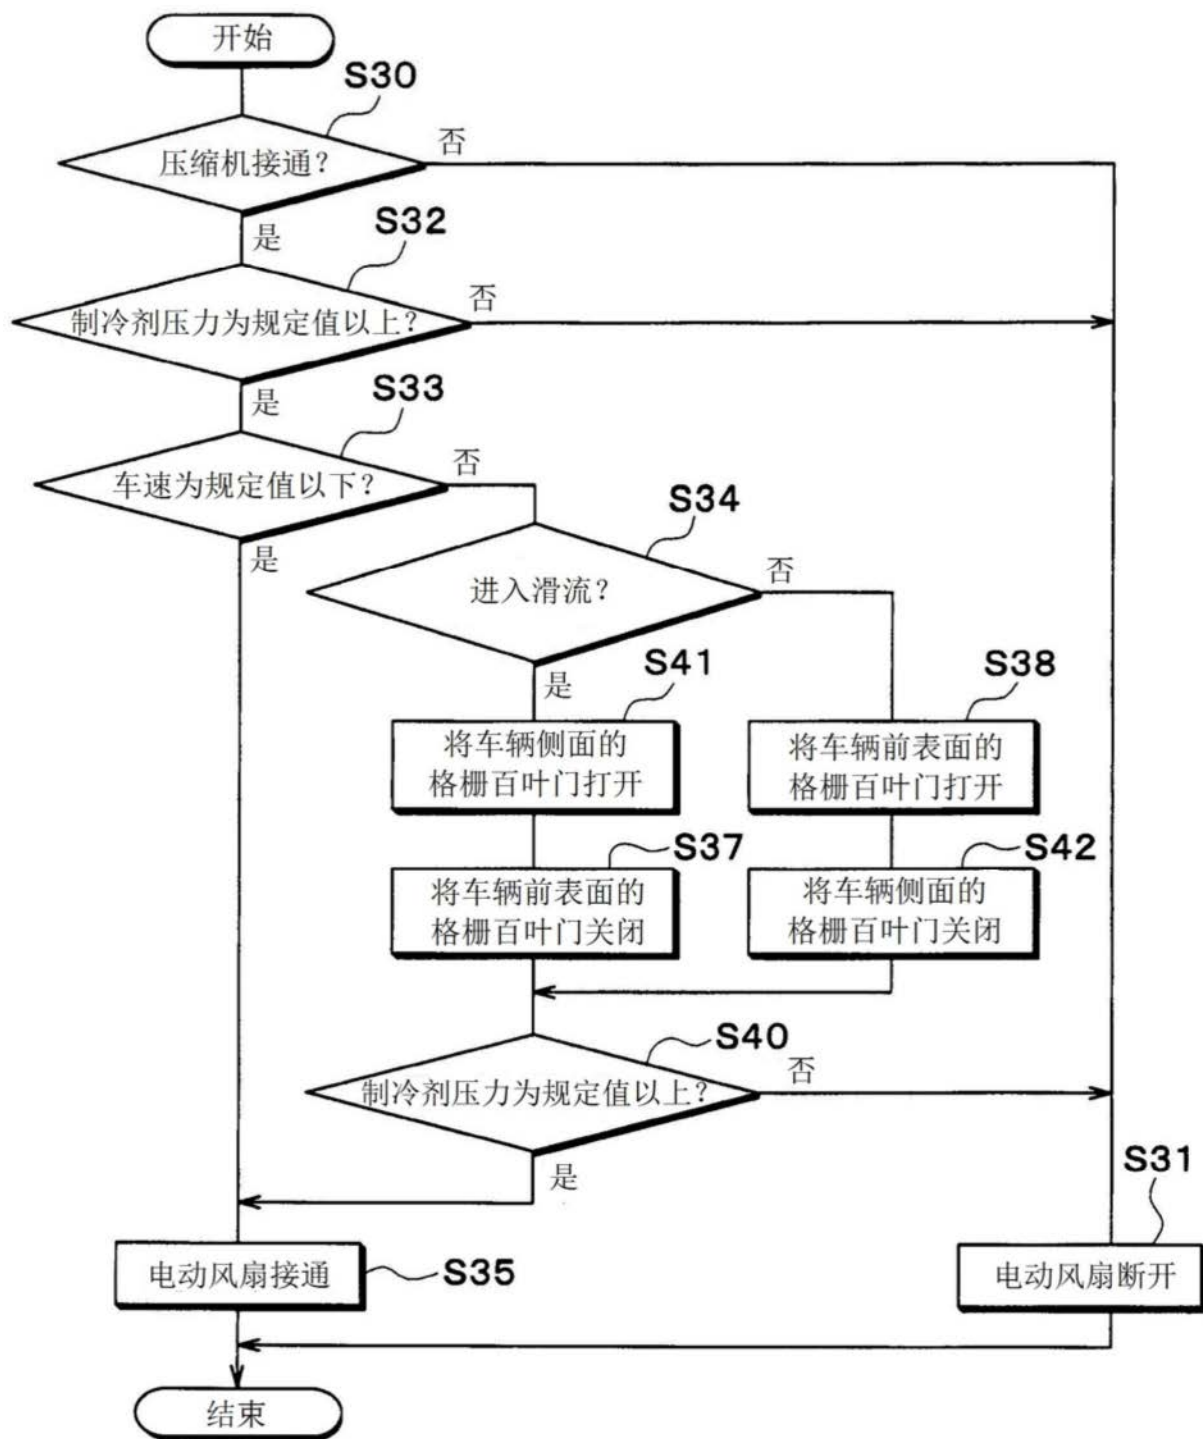 开始
S30
压缩机接通?
否
是
S32
制冷剂压力为规定值以上?
否
是
S33
车速为规定值以下?
否
是
S34
进入滑流?
否
是
S41
将车辆侧面的
格栅百叶门打开
S38
将车辆前表面的
格栅百叶门打开
S37
将车辆前表面的
格栅百叶门关闭
S42
将车辆侧面的
格栅百叶门关闭
S40
制冷剂压力为规定值以上?
否
是
S31
电动风扇接通
S35
电动风扇断开
结束